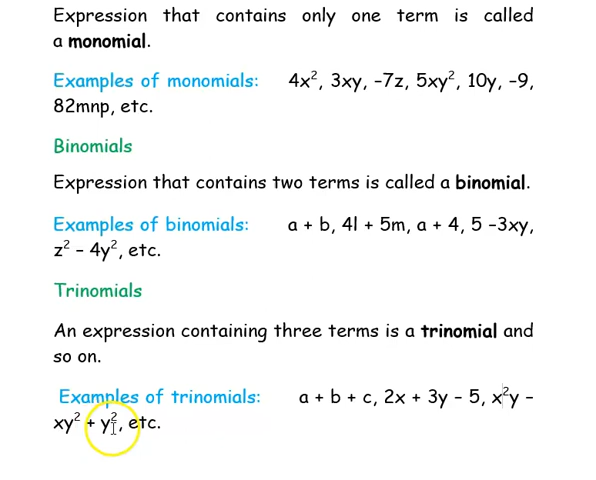 Expression that contains only one term is called
a monomial.
Examples of monomials: 4x², 3xy, –7z, 5xy², 10y, –9,
82mnp, etc.
Binomials
Expression that contains two terms is called a binomial.
Examples of binomials: a + b, 4l + 5m, a + 4, 5 –3xy,
z² – 4y², etc.
Trinomials
An expression containing three terms is a trinomial and
so on.
Examples of trinomials: a + b + c, 2x + 3y – 5, x²y –
xy² + y², etc.